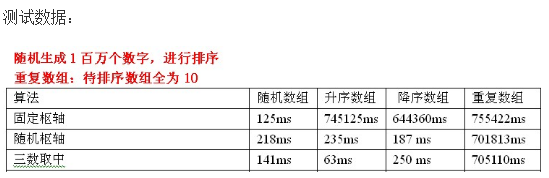 测试数据：
随机生成1百万个数字，进行排序
重复数组：待排序数组全为10
算法 随机数组 升序数组 降序数组 重复数组
固定枢轴 125ms 745125ms 644360ms 755422ms
随机枢轴 218ms 235ms 187 ms 701813ms
三数取中 141ms 63ms 250 ms 705110ms